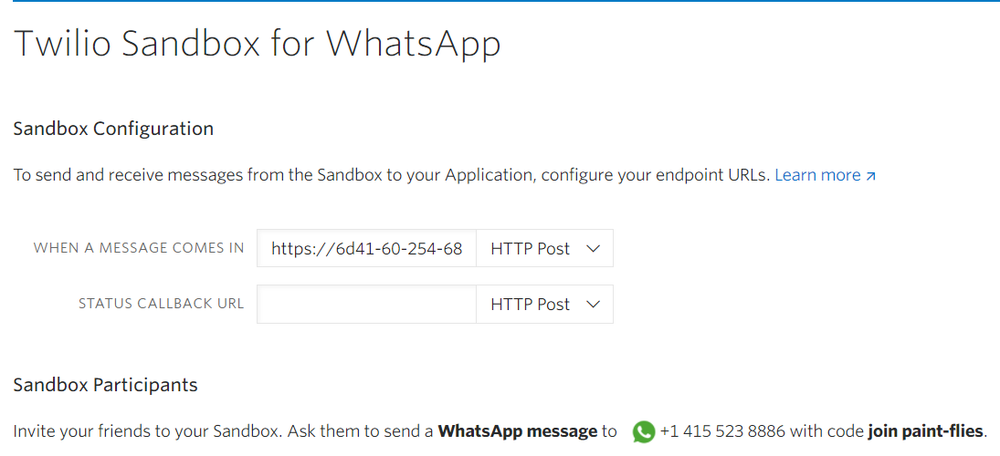 Twilio Sandbox for WhatsApp
Sandbox Configuration
To send and receive messages from the Sandbox to your Application, configure your endpoint URLs. Learn more ↗
WHEN A MESSAGE COMES IN https://6d41-60-254-68 HTTP Post
STATUS CALLBACK URL HTTP Post
Sandbox Participants
Invite your friends to your Sandbox. Ask them to send a WhatsApp message to +1 415 523 8886 with code join paint-flies.